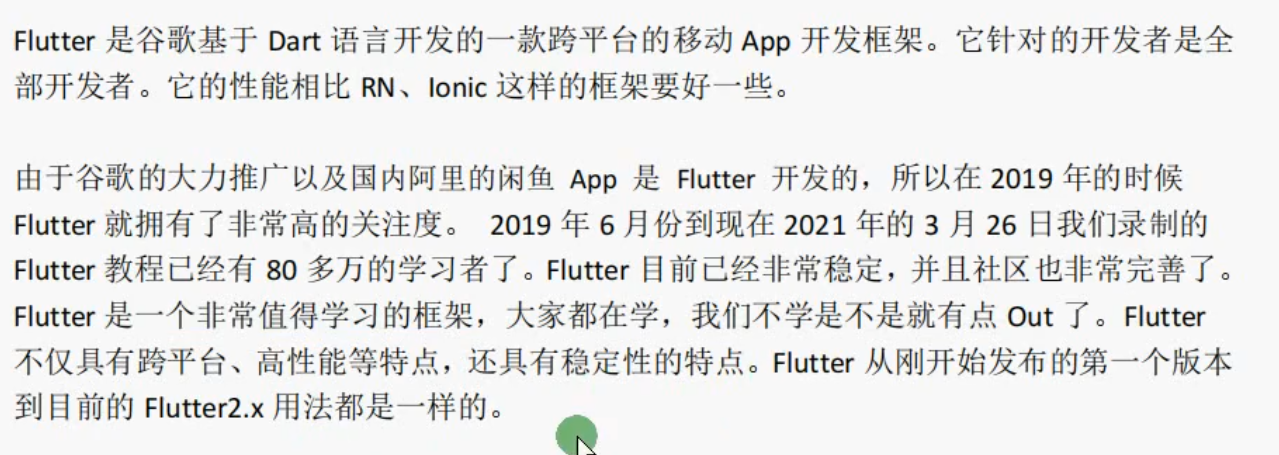 Flutter 是谷歌基于 Dart 语言开发的一款跨平台的移动 App 开发框架。它针对的开发者是全
部开发者。它的性能相比 RN、Ionic 这样的框架要好一些。
由于谷歌的大力推广以及国内阿里的闲鱼 App 是 Flutter 开发的，所以在 2019 年的时候
Flutter 就拥有了非常高的关注度。 2019 年 6 月份到现在 2021 年的 3 月 26 日我们录制的
Flutter 教程已经有 80 多万的学习者了。Flutter 目前已经非常稳定，并且社区也非常完善了。
Flutter 是一个非常值得学习的框架，大家都在学，我们不学是不是就有点 Out 了。Flutter
不仅具有跨平台、高性能等特点，还具有稳定性的特点。Flutter 从刚开始发布的第一个版本
到目前的 Flutter2.x 用法都是一样的。